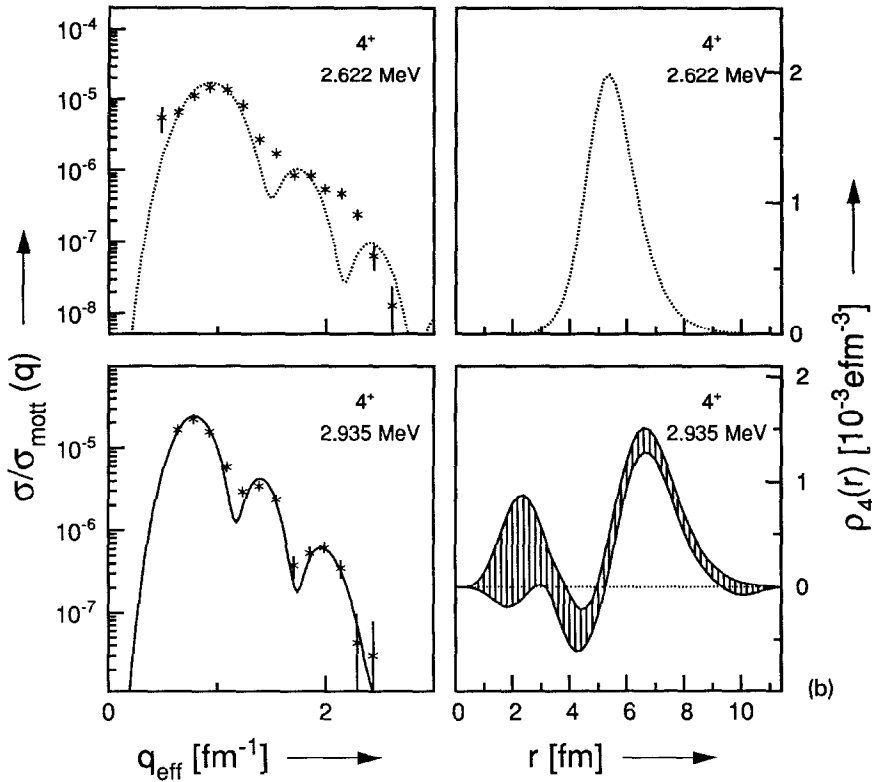 10⁻⁴
10⁻⁵
10⁻⁶
10⁻⁷
10⁻⁸
4⁺
2.622 MeV
4⁺
2.622 MeV
2
1
0
σ/σmott (q)
10⁻⁵
10⁻⁶
10⁻⁷
4⁺
2.935 MeV
4⁺
2.935 MeV
2
1
0
ρ₄(r) [10⁻³efm⁻³]
(b)
0
2
0
2
4
6
8
10
q_eff [fm⁻¹]
r [fm]